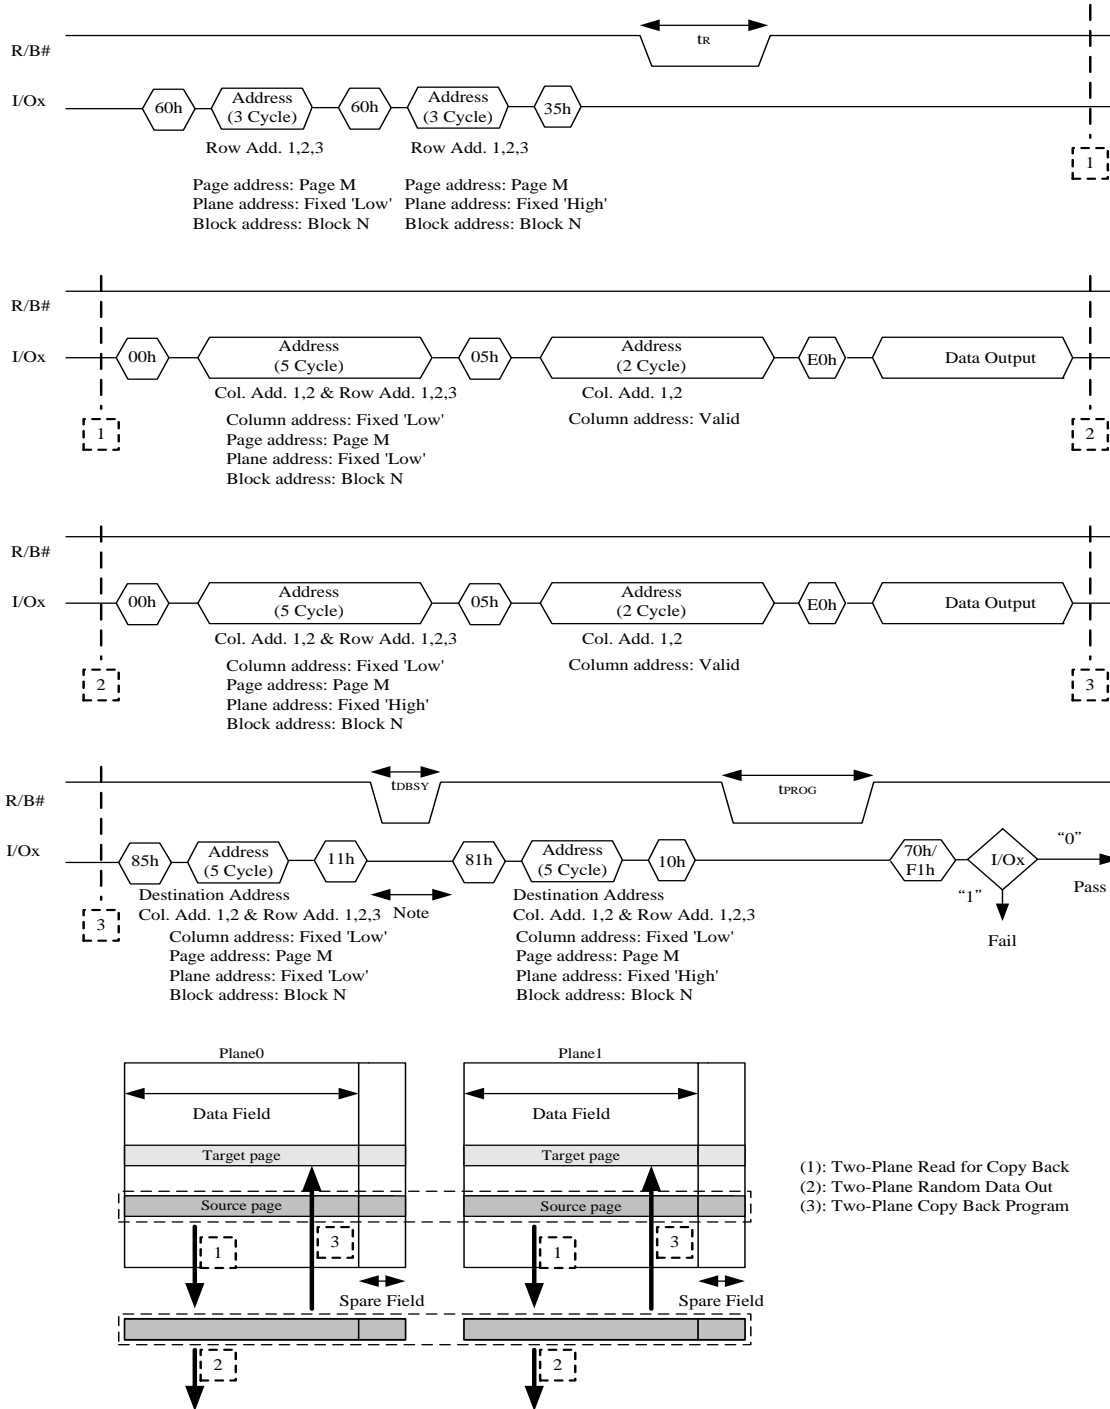 tR
R/B#
I/Ox
60h
Address
(3 Cycle)
60h
Address
(3 Cycle)
35h
Row Add. 1,2,3
Row Add. 1,2,3
1
Page address: Page M
Plane address: Fixed 'Low'
Block address: Block N
Page address: Page M
Plane address: Fixed 'High'
Block address: Block N
R/B#
I/Ox
00h
Address
(5 Cycle)
05h
Address
(2 Cycle)
E0h
Data Output
Col. Add. 1,2 & Row Add. 1,2,3
Col. Add. 1,2
Column address: Fixed 'Low'
Page address: Page M
Plane address: Fixed 'Low'
Block address: Block N
Column address: Valid
1
2
R/B#
I/Ox
00h
Address
(5 Cycle)
05h
Address
(2 Cycle)
E0h
Data Output
Col. Add. 1,2 & Row Add. 1,2,3
Col. Add. 1,2
Column address: Fixed 'Low'
Page address: Page M
Plane address: Fixed 'High'
Block address: Block N
Column address: Valid
2
3
tDBSY
tPROG
R/B#
I/Ox
85h
Address
(5 Cycle)
11h
81h
Address
(5 Cycle)
10h
70h/
F1h
I/Ox
“0”
Pass
“1”
Fail
Destination Address
Col. Add. 1,2 & Row Add. 1,2,3
Column address: Fixed 'Low'
Page address: Page M
Plane address: Fixed 'Low'
Block address: Block N
Note
Destination Address
Col. Add. 1,2 & Row Add. 1,2,3
Column address: Fixed 'Low'
Page address: Page M
Plane address: Fixed 'High'
Block address: Block N
3
Plane0
Plane1
Data Field
Data Field
Target page
Target page
Source page
Source page
1
3
1
3
Spare Field
Spare Field
2
2
(1): Two-Plane Read for Copy Back
(2): Two-Plane Random Data Out
(3): Two-Plane Copy Back Program